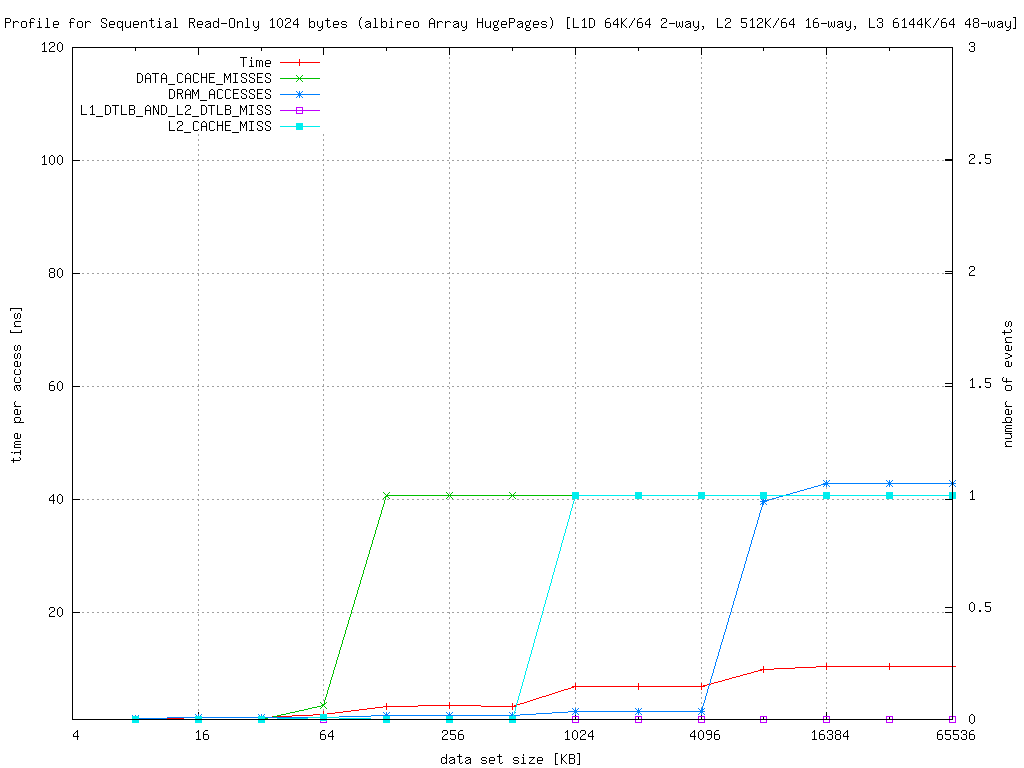 Profile for Sequential Read-Only 1024 bytes (albireo Array HugePages) [L1D 64K/64 2-way, L2 512K/64 16-way, L3 6144K/64 48-way]
120
100
80
60
40
20
3
2.5
2
1.5
1
0.5
0
Time
DATA_CACHE_MISSES
DRAM_ACCESSES
L1_DTLB_AND_L2_DTLB_MISS
L2_CACHE_MISS
time per access [ns]
number of events
4 16 64 256 1024 4096 16384 65536
data set size [KB]